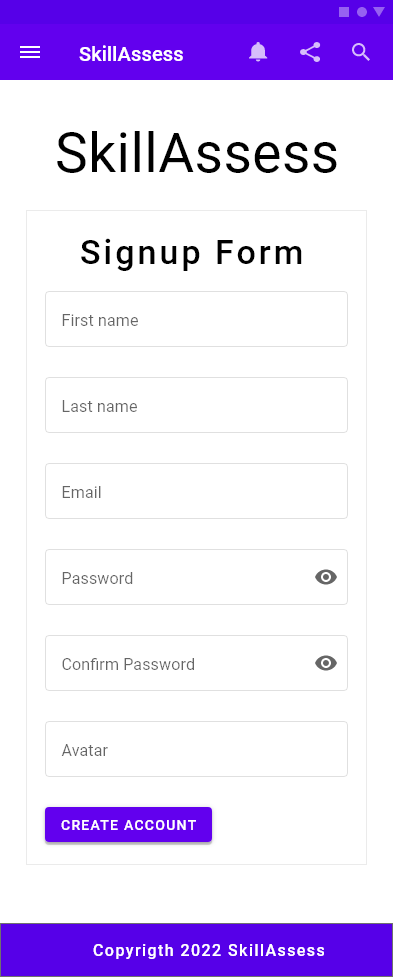 SkillAssess
SkillAssess
Signup Form
First name
Last name
Email
Password
Confirm Password
Avatar
CREATE ACCOUNT
Copyrigth 2022 SkillAssess